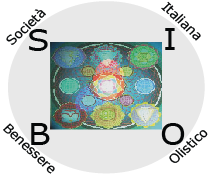 Società Italiana
S I
B O
Benessere Olistico